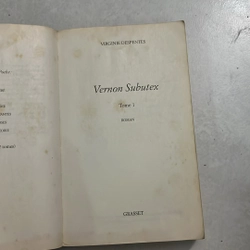 VIRGINIE DESPENTES
Vernon Subutex
Tome 1
roman
GRASSET